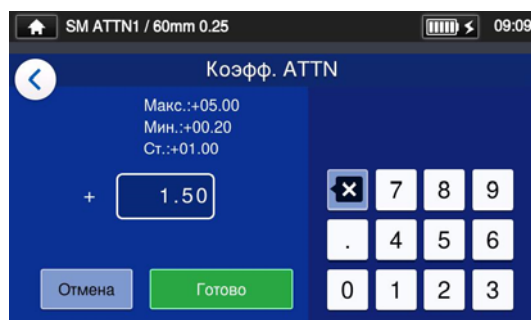 SM ATTN1 / 60mm 0.25 09:09
Коэфф. ATTN
Макс.:+05.00
Мин.:+00.20
Ст.:+01.00
+ 1.50
7 8 9
. 4 5 6
Отмена Готово 0 1 2 3